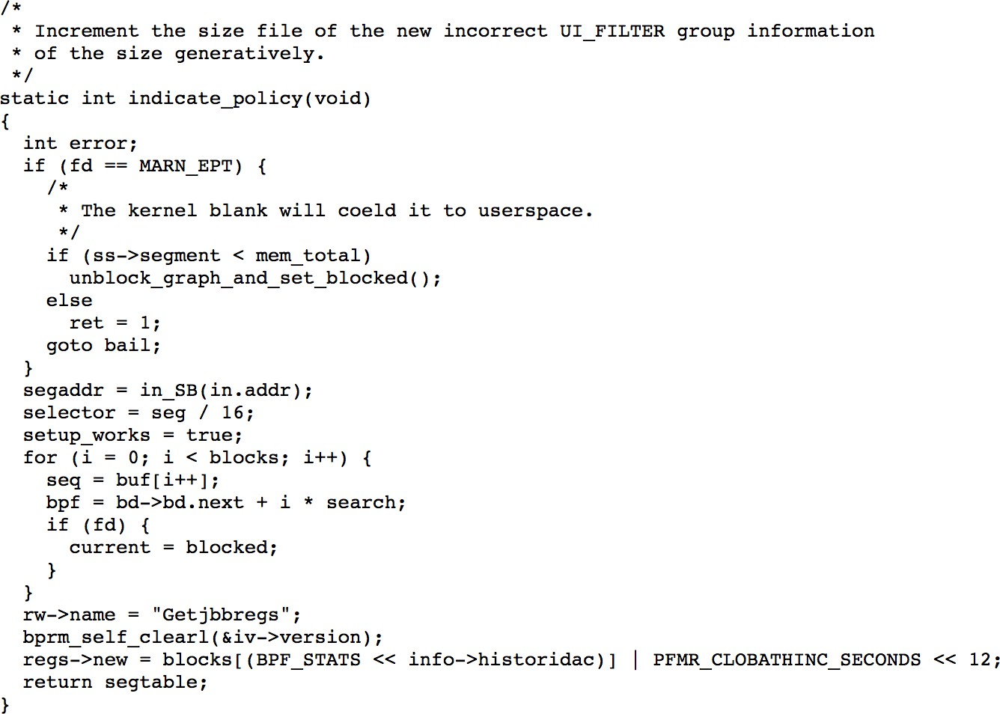 /*
 * Increment the size file of the new incorrect UI_FILTER group information
 * of the size generatively.
 */
static int indicate_policy(void)
{
  int error;
  if (fd == MARN_EPT) {
    /*
     * The kernel blank will coeld it to userspace.
     */
    if (ss->segment < mem_total)
      unblock_graph_and_set_blocked();
    else
      ret = 1;
    goto bail;
  }
  segaddr = in_SB(in.addr);
  selector = seg / 16;
  setup_works = true;
  for (i = 0; i < blocks; i++) {
    seq = buf[i++];
    bpf = bd->bd.next + i * search;
    if (fd) {
      current = blocked;
    }
  }
  rw->name = "Getjbbregs";
  bprm_self_clearl(&iv->version);
  regs->new = blocks[(BPF_STATS << info->historidac)] | PFMR_CLOBATHINC_SECONDS << 12;
  return segtable;
}